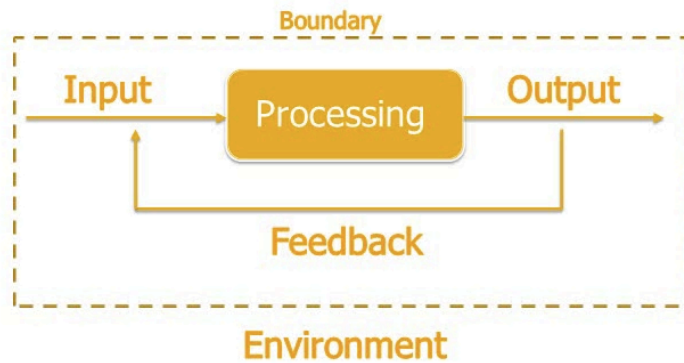 Boundary
Input
Processing
Output
Feedback
Environment